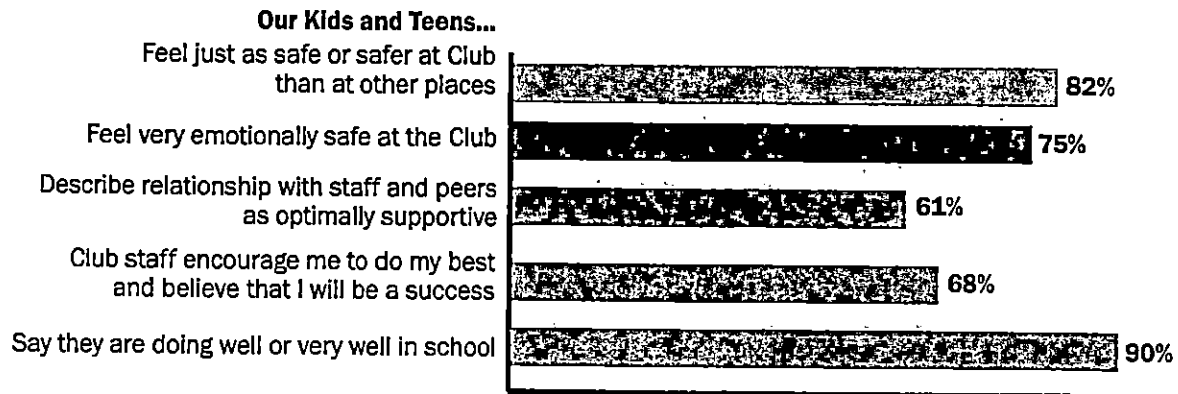 Our Kids and Teens...
Feel just as safe or safer at Club
than at other places
82%
Feel very emotionally safe at the Club
75%
Describe relationship with staff and peers
as optimally supportive
61%
Club staff encourage me to do my best
and believe that I will be a success
68%
Say they are doing well or very well in school
90%